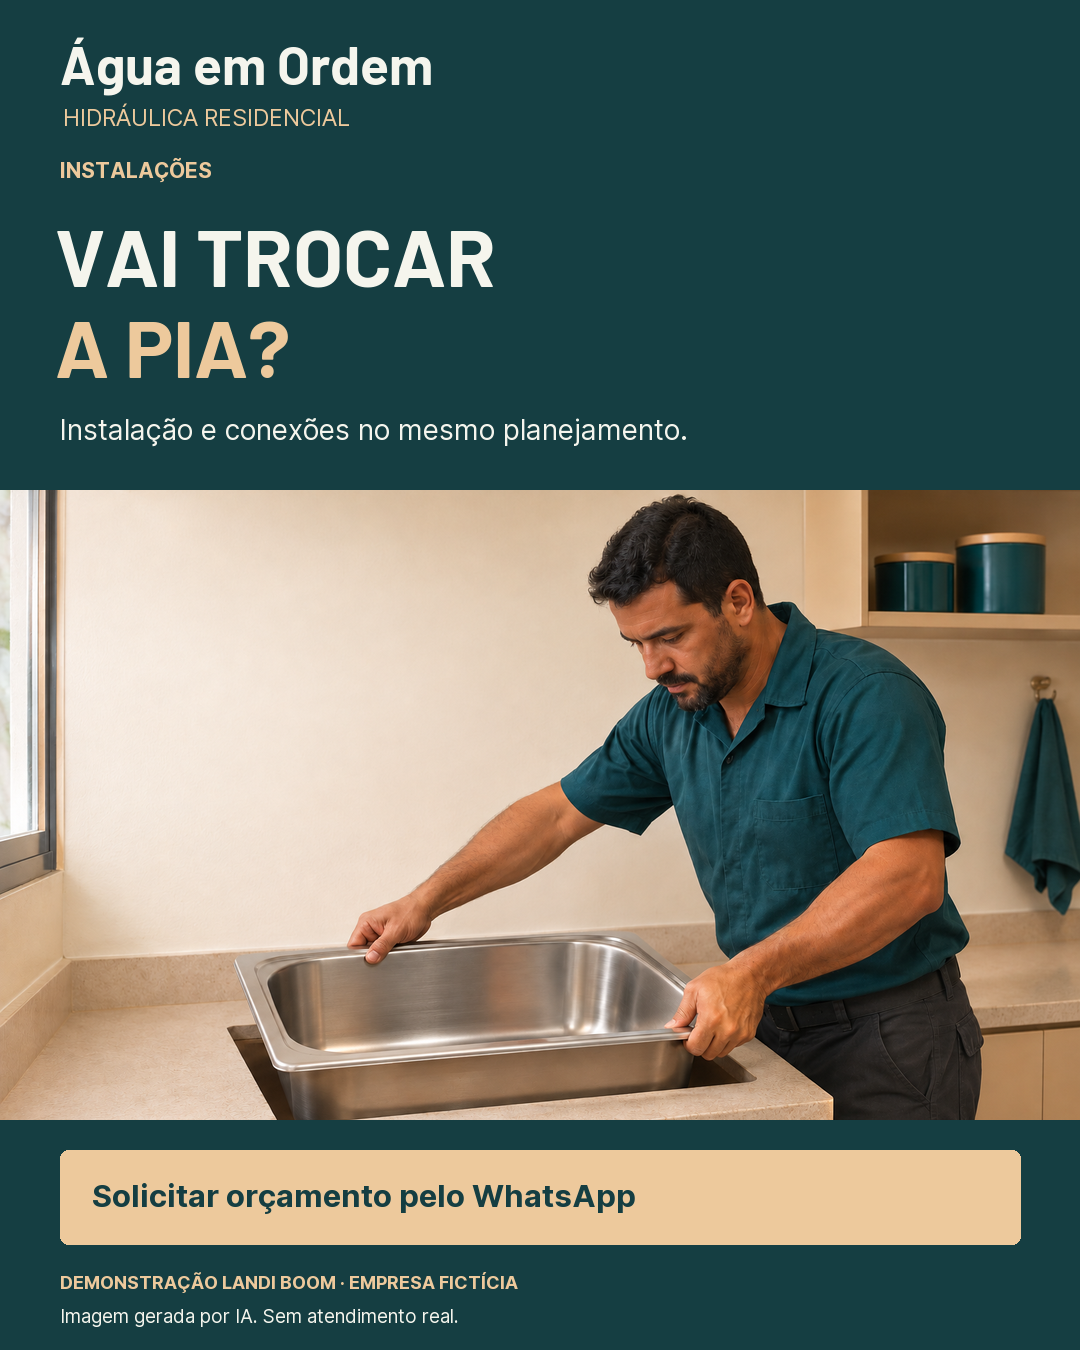 Água em Ordem
HIDRÁULICA RESIDENCIAL
INSTALAÇÕES
VAI TROCAR
A PIA?
Instalação e conexões no mesmo planejamento.
Solicitar orçamento pelo WhatsApp
DEMONSTRAÇÃO LANDI BOOM · EMPRESA FICTÍCIA
Imagem gerada por IA. Sem atendimento real.